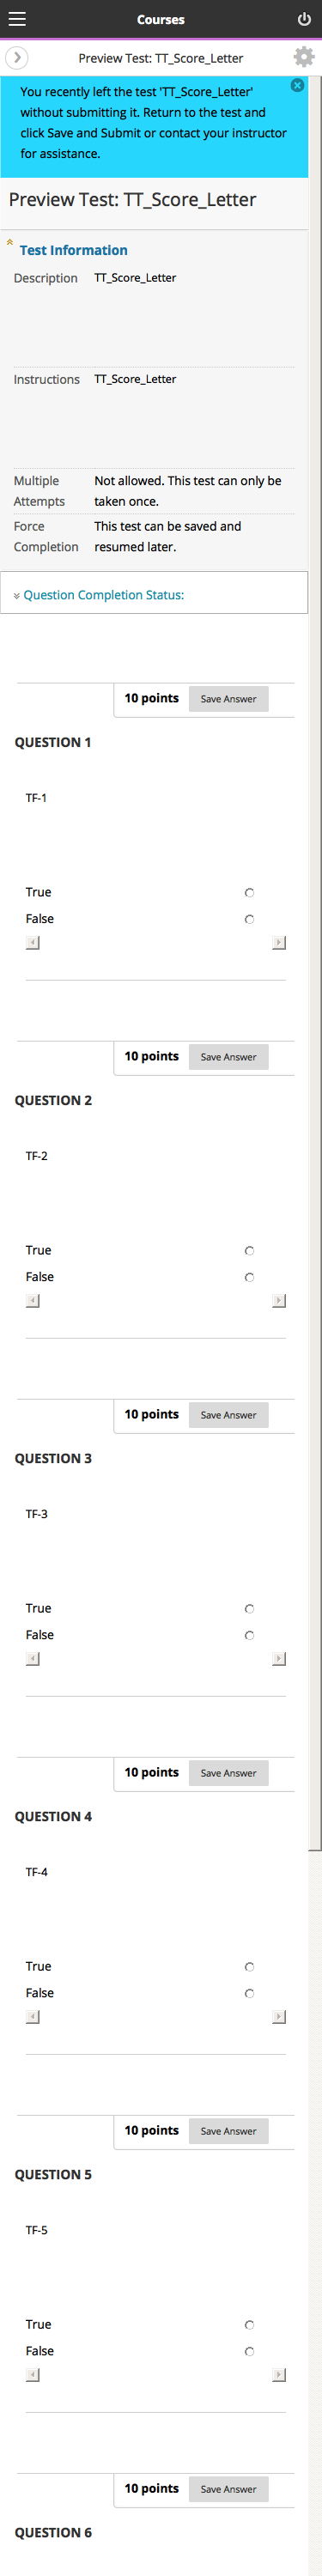 Courses
Preview Test: TT_Score_Letter
You recently left the test 'TT_Score_Letter'
without submitting it. Return to the test and
click Save and Submit or contact your instructor
for assistance.
Preview Test: TT_Score_Letter
Test Information
Description TT_Score_Letter
Instructions TT_Score_Letter
Multiple Attempts
Not allowed. This test can only be
taken once.
Force Completion
This test can be saved and
resumed later.
Question Completion Status:
10 points Save Answer
QUESTION 1
TF-1
True
False
10 points Save Answer
QUESTION 2
TF-2
True
False
10 points Save Answer
QUESTION 3
TF-3
True
False
10 points Save Answer
QUESTION 4
TF-4
True
False
10 points Save Answer
QUESTION 5
TF-5
True
False
10 points Save Answer
QUESTION 6